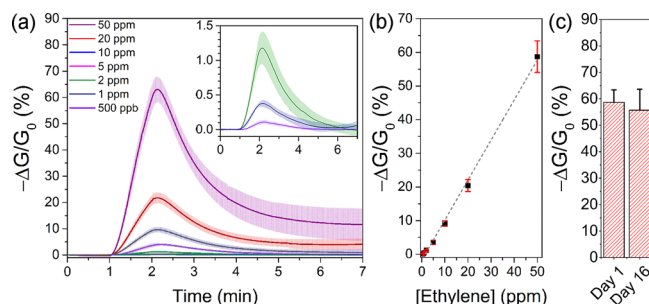 (a)
−ΔG/G0 (%)
90
80
70
60
50
40
30
20
10
0
50 ppm
20 ppm
10 ppm
5 ppm
2 ppm
1 ppm
500 ppb
1.5
1.0
0.5
0.0
0 2 4 6
0 1 2 3 4 5 6 7
Time (min)
(b)
−ΔG/G0 (%)
70
60
50
40
30
20
10
0
0 10 20 30 40 50
[Ethylene] (ppm)
(c)
−ΔG/G0 (%)
90
80
70
60
50
40
30
20
10
0
Day 1
Day 16